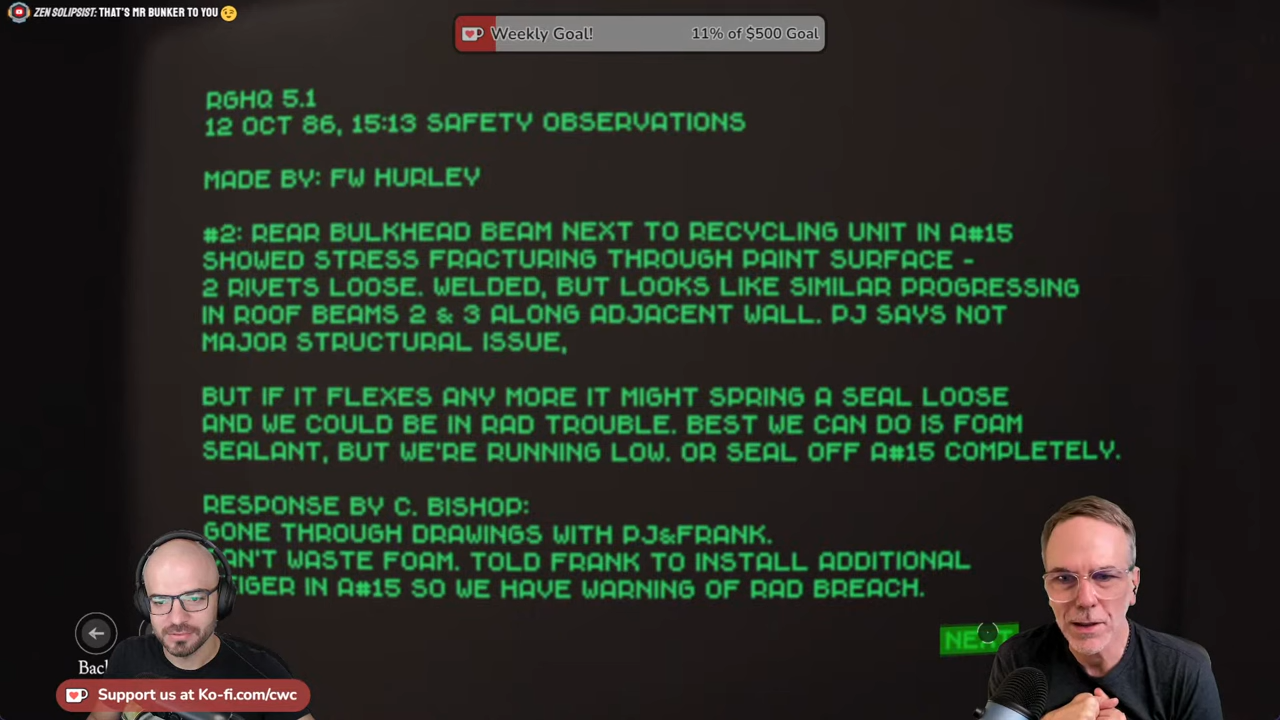 ZEN SOLIPSIST: THAT'S MR BUNKER TO YOU 😉
Weekly Goal! 11% of $500 Goal
RGHQ 5.1
12 OCT 86, 15:13 SAFETY OBSERVATIONS
MADE BY: FW HURLEY
#2: REAR BULKHEAD BEAM NEXT TO RECYCLING UNIT IN A#15
SHOWED STRESS FRACTURING THROUGH PAINT SURFACE -
2 RIVETS LOOSE. WELDED, BUT LOOKS LIKE SIMILAR PROGRESSING
IN ROOF BEAMS 2 & 3 ALONG ADJACENT WALL. PJ SAYS NOT
MAJOR STRUCTURAL ISSUE,
BUT IF IT FLEXES ANY MORE IT MIGHT SPRING A SEAL LOOSE
AND WE COULD BE IN RAD TROUBLE. BEST WE CAN DO IS FOAM
SEALANT, BUT WE'RE RUNNING LOW. OR SEAL OFF A#15 COMPLETELY.
RESPONSE BY C. BISHOP:
GONE THROUGH DRAWINGS WITH PJ&FRANK.
CAN'T WASTE FOAM. TOLD FRANK TO INSTALL ADDITIONAL
IN A#15 SO WE HAVE WARNING OF RAD BREACH.
NEXT
Back
Support us at Ko-fi.com/cwc